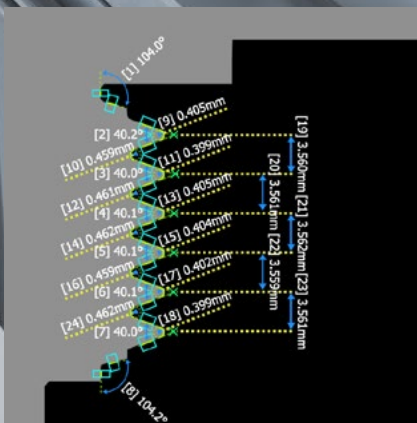 [1] 104.0°
[9] 0.405mm
[2] 40.2°
[19] 3.560mm
[10] 0.459mm
[11] 0.399mm
[3] 40.0°
[20] 3.561mm
[12] 0.461mm
[13] 0.405mm
[4] 40.1°
[21] 3.562mm
[14] 0.462mm
[15] 0.404mm
[5] 40.1°
[22] 3.559mm
[16] 0.459mm
[17] 0.402mm
[6] 40.1°
[23] 3.561mm
[24] 0.462mm
[18] 0.399mm
[7] 40.0°
[8] 104.2°